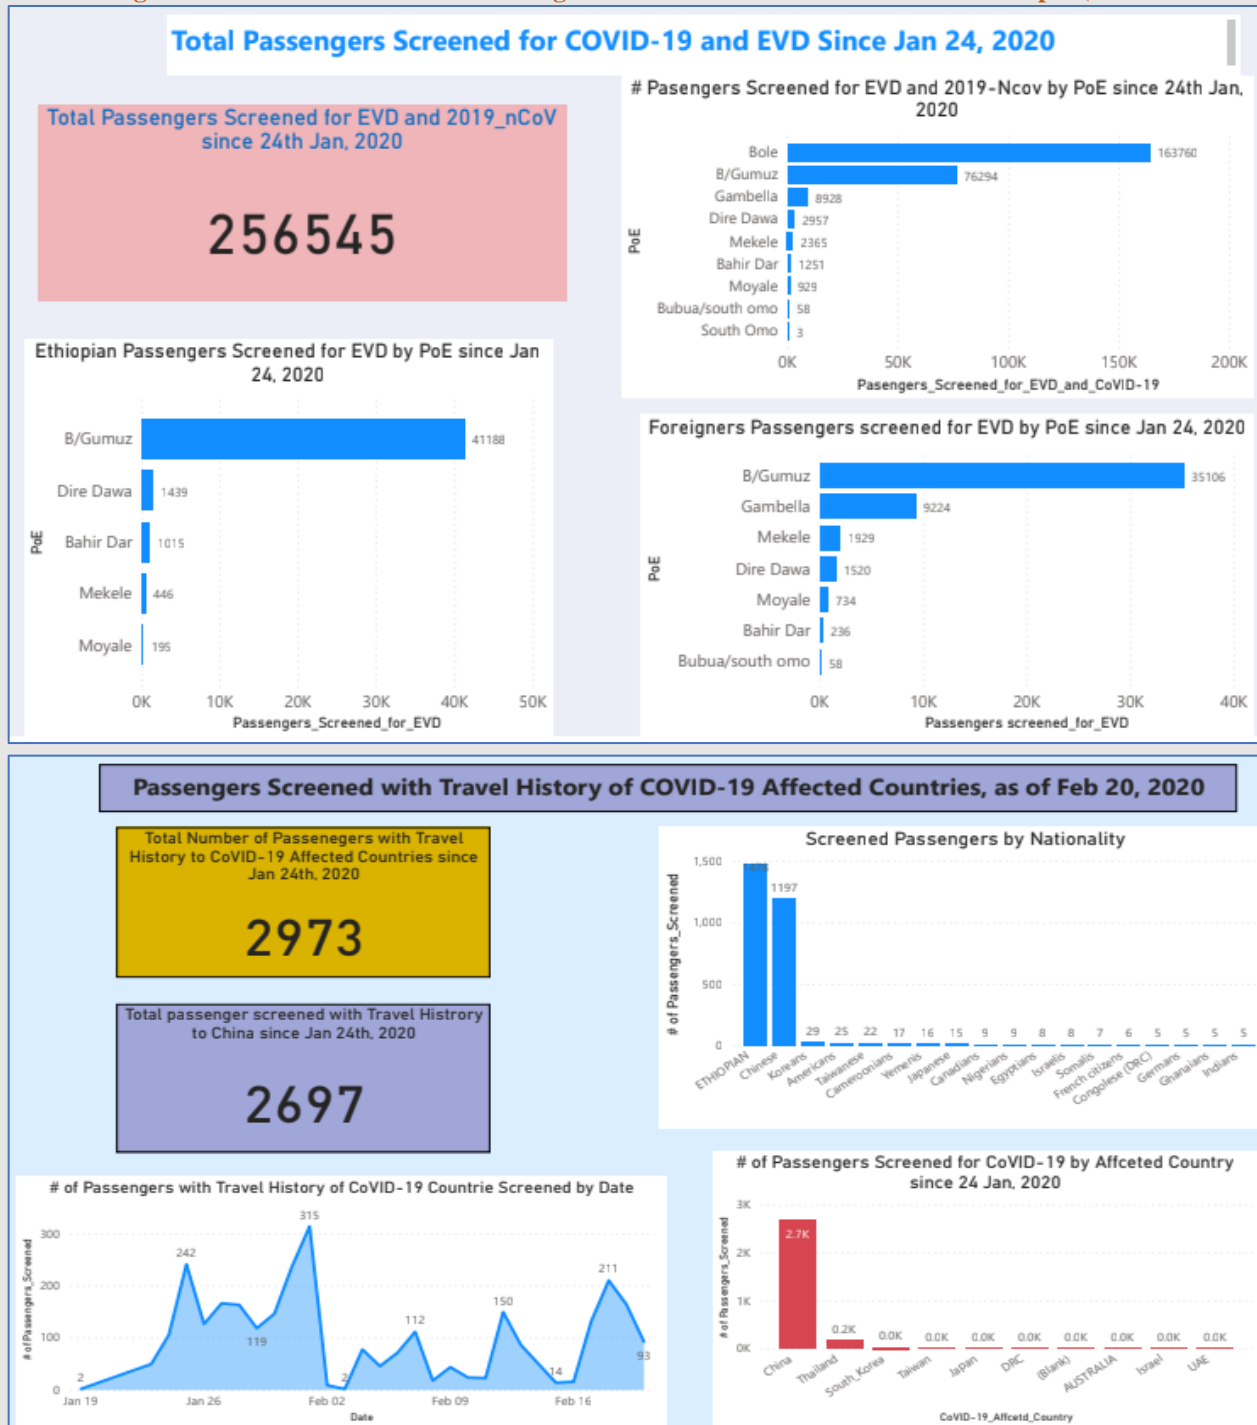 Total Passengers Screened for COVID-19 and EVD Since Jan 24, 2020
Total Passengers Screened for EVD and 2019_nCoV
since 24th Jan, 2020
256545
# Pasengers Screened for EVD and 2019-Ncov by PoE since 24th Jan,
2020
PoE
Bole 163760
B/Gumuz 76294
Gambella 8928
Dire Dawa 2957
Mekele 2365
Bahir Dar 1251
Moyale 929
Bubua/south omo 58
South Omo 3
0K 50K 100K 150K 200K
Pasengers_Screened_for_EVD_and_CoVID-19
Ethiopian Passengers Screened for EVD by PoE since Jan
24, 2020
PoE
B/Gumuz 41188
Dire Dawa 1439
Bahir Dar 1015
Mekele 446
Moyale 195
0K 10K 20K 30K 40K 50K
Passengers_Screened_for_EVD
Foreigners Passengers screened for EVD by PoE since Jan 24, 2020
PoE
B/Gumuz 35106
Gambella 9224
Mekele 1929
Dire Dawa 1520
Moyale 734
Bahir Dar 236
Bubua/south omo 58
0K 10K 20K 30K 40K
Passengers screened_for_EVD
Passengers Screened with Travel History of COVID-19 Affected Countries, as of Feb 20, 2020
Total Number of Passenegers with Travel
History to CoVID-19 Affected Countries since
Jan 24th, 2020
2973
Total passenger screened with Travel Histrory
to China since Jan 24th, 2020
2697
Screened Passengers by Nationality
# of Passengers_Screened
1,500
1,000
500
0
1197 29 25 22 17 16 15 9 9 8 8 7 6 5 5 5 5
ETHIOPIAN Chinese Koreans Americans Taiwanese Cameroonians Yemenis Japanese Canadians Nigerians Egyptians Israelis Somalis French citizens Congolese (DRC) Germans Ghanaians Indians
# of Passengers with Travel History of CoVID-19 Countrie Screened by Date
# of Passengers_Screened
300
200
100
0
2 242 119 315 2 112 150 14 211 93
Jan 19 Jan 26 Feb 02 Feb 09 Feb 16
Date
# of Passengers Screened for CoVID-19 by Affceted Country
since 24 Jan, 2020
# of Passengers_Screened
3K
2K
1K
0K
2.7K 0.2K 0.0K 0.0K 0.0K 0.0K 0.0K 0.0K 0.0K 0.0K
China Thailand South_Korea Taiwan Japan DRC (Blank) AUSTRALIA Israel UAE
CoVID-19_Affcetd_Country